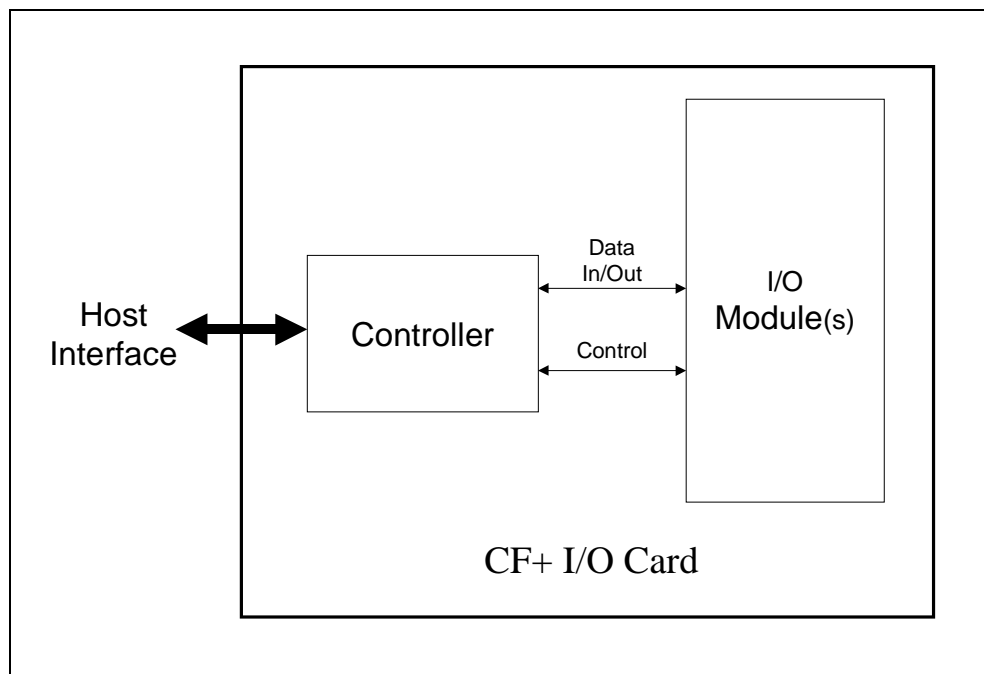 Host
Interface
Controller
Data
In/Out
Control
I/O
Module(s)
CF+ I/O Card